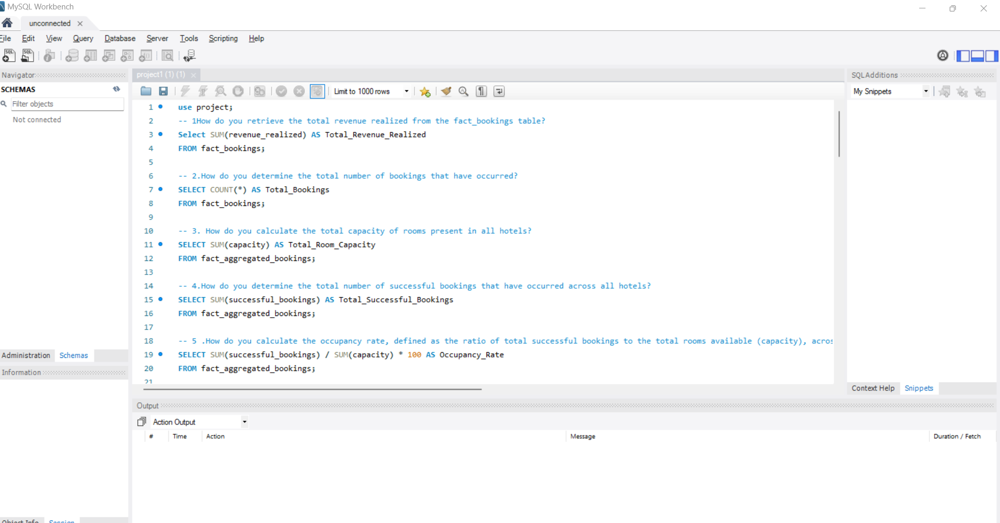 MySQL Workbench
unconnected
File Edit View Query Database Server Tools Scripting Help
Navigator
SCHEMAS
Filter objects
Not connected
Administration Schemas
Information
Object Info Session
project1 (1) (1)
Limit to 1000 rows
1 use project;
2 -- 1How do you retrieve the total revenue realized from the fact_bookings table?
3 Select SUM(revenue_realized) AS Total_Revenue_Realized
4 FROM fact_bookings;
5
6 -- 2.How do you determine the total number of bookings that have occurred?
7 SELECT COUNT(*) AS Total_Bookings
8 FROM fact_bookings;
9
10 -- 3. How do you calculate the total capacity of rooms present in all hotels?
11 SELECT SUM(capacity) AS Total_Room_Capacity
12 FROM fact_aggregated_bookings;
13
14 -- 4.How do you determine the total number of successful bookings that have occurred across all hotels?
15 SELECT SUM(successful_bookings) AS Total_Successful_Bookings
16 FROM fact_aggregated_bookings;
17
18 -- 5 .How do you calculate the occupancy rate, defined as the ratio of total successful bookings to the total rooms available (capacity), acros
19 SELECT SUM(successful_bookings) / SUM(capacity) * 100 AS Occupancy_Rate
20 FROM fact_aggregated_bookings;
21
SQLAdditions
My Snippets
Context Help Snippets
Output
Action Output
# Time Action Message Duration / Fetch